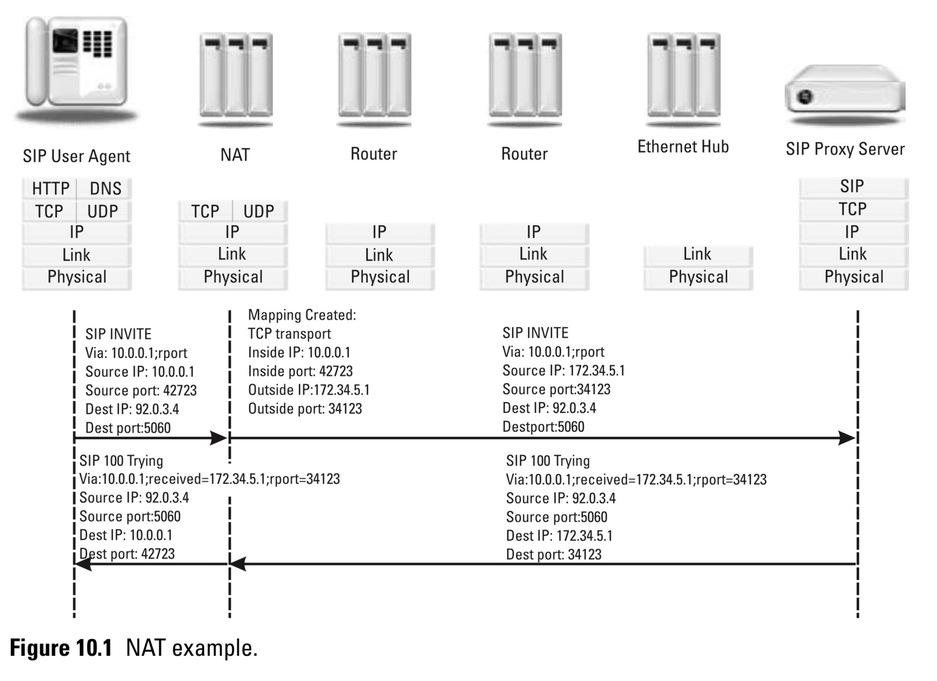 SIP User Agent
NAT
Router
Router
Ethernet Hub
SIP Proxy Server
HTTP DNS
TCP UDP
IP
Link
Physical
TCP UDP
IP
Link
Physical
IP
Link
Physical
IP
Link
Physical
Link
Physical
SIP
TCP
IP
Link
Physical
SIP INVITE
Via: 10.0.0.1;rport
Source IP: 10.0.0.1
Source port: 42723
Dest IP: 92.0.3.4
Dest port:5060
Mapping Created:
TCP transport
Inside IP: 10.0.0.1
Inside port: 42723
Outside IP:172.34.5.1
Outside port: 34123
SIP INVITE
Via: 10.0.0.1;rport
Source IP: 172.34.5.1
Source port:34123
Dest IP: 92.0.3.4
Destport:5060
SIP 100 Trying
Via:10.0.0.1;received=172.34.5.1;rport=34123
Source IP: 92.0.3.4
Source port:5060
Dest IP: 10.0.0.1
Dest port: 42723
SIP 100 Trying
Via:10.0.0.1;received=172.34.5.1;rport=34123
Source IP: 92.0.3.4
Source port:5060
Dest IP: 172.34.5.1
Dest port: 34123
Figure 10.1 NAT example.